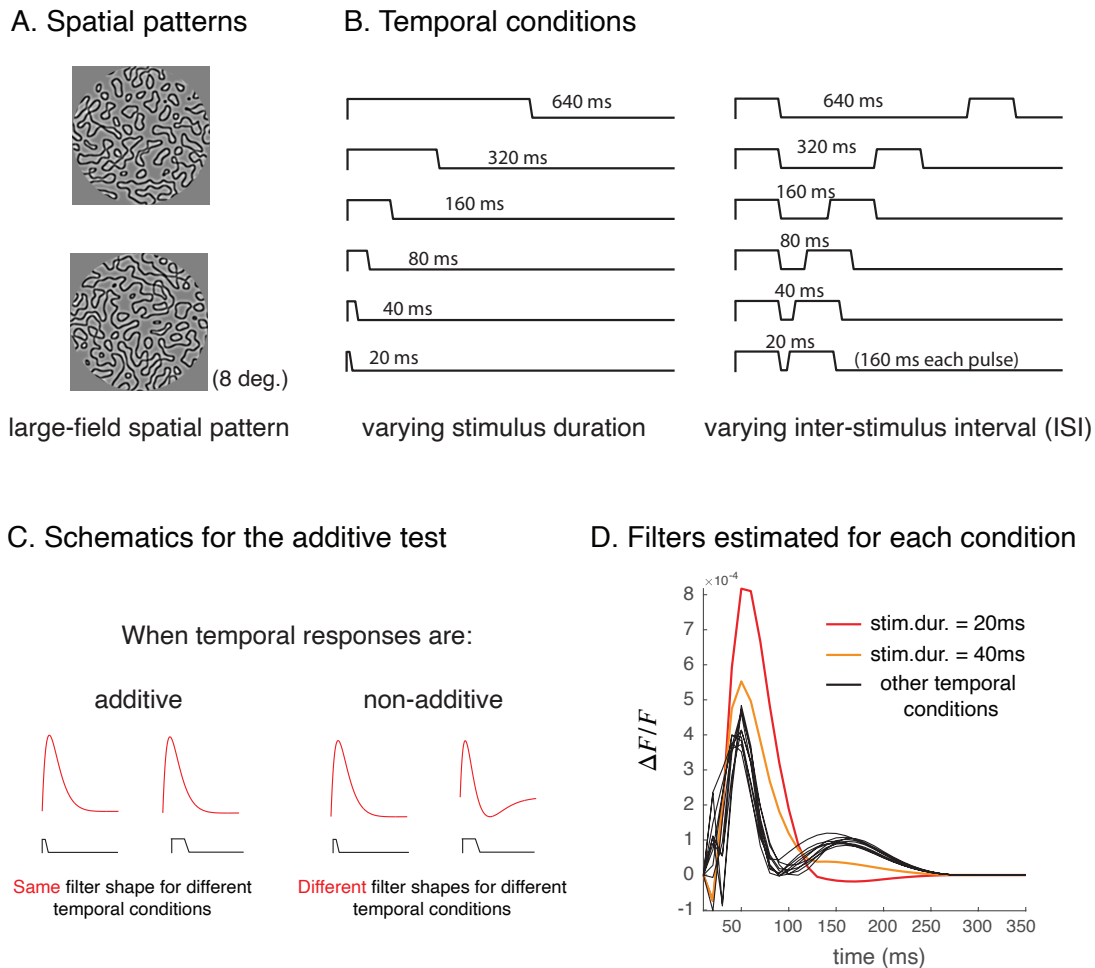 A. Spatial patterns
(8 deg.)
large-field spatial pattern
B. Temporal conditions
640 ms
320 ms
160 ms
80 ms
40 ms
20 ms
varying stimulus duration
640 ms
320 ms
160 ms
80 ms
40 ms
20 ms
(160 ms each pulse)
varying inter-stimulus interval (ISI)
C. Schematics for the additive test
When temporal responses are:
additive
non-additive
Same filter shape for different
temporal conditions
Different filter shapes for different
temporal conditions
D. Filters estimated for each condition
×10⁻⁴
8
7
6
5
4
3
2
1
0
-1
ΔF/F
stim.dur. = 20ms
stim.dur. = 40ms
other temporal
conditions
50 100 150 200 250 300 350
time (ms)